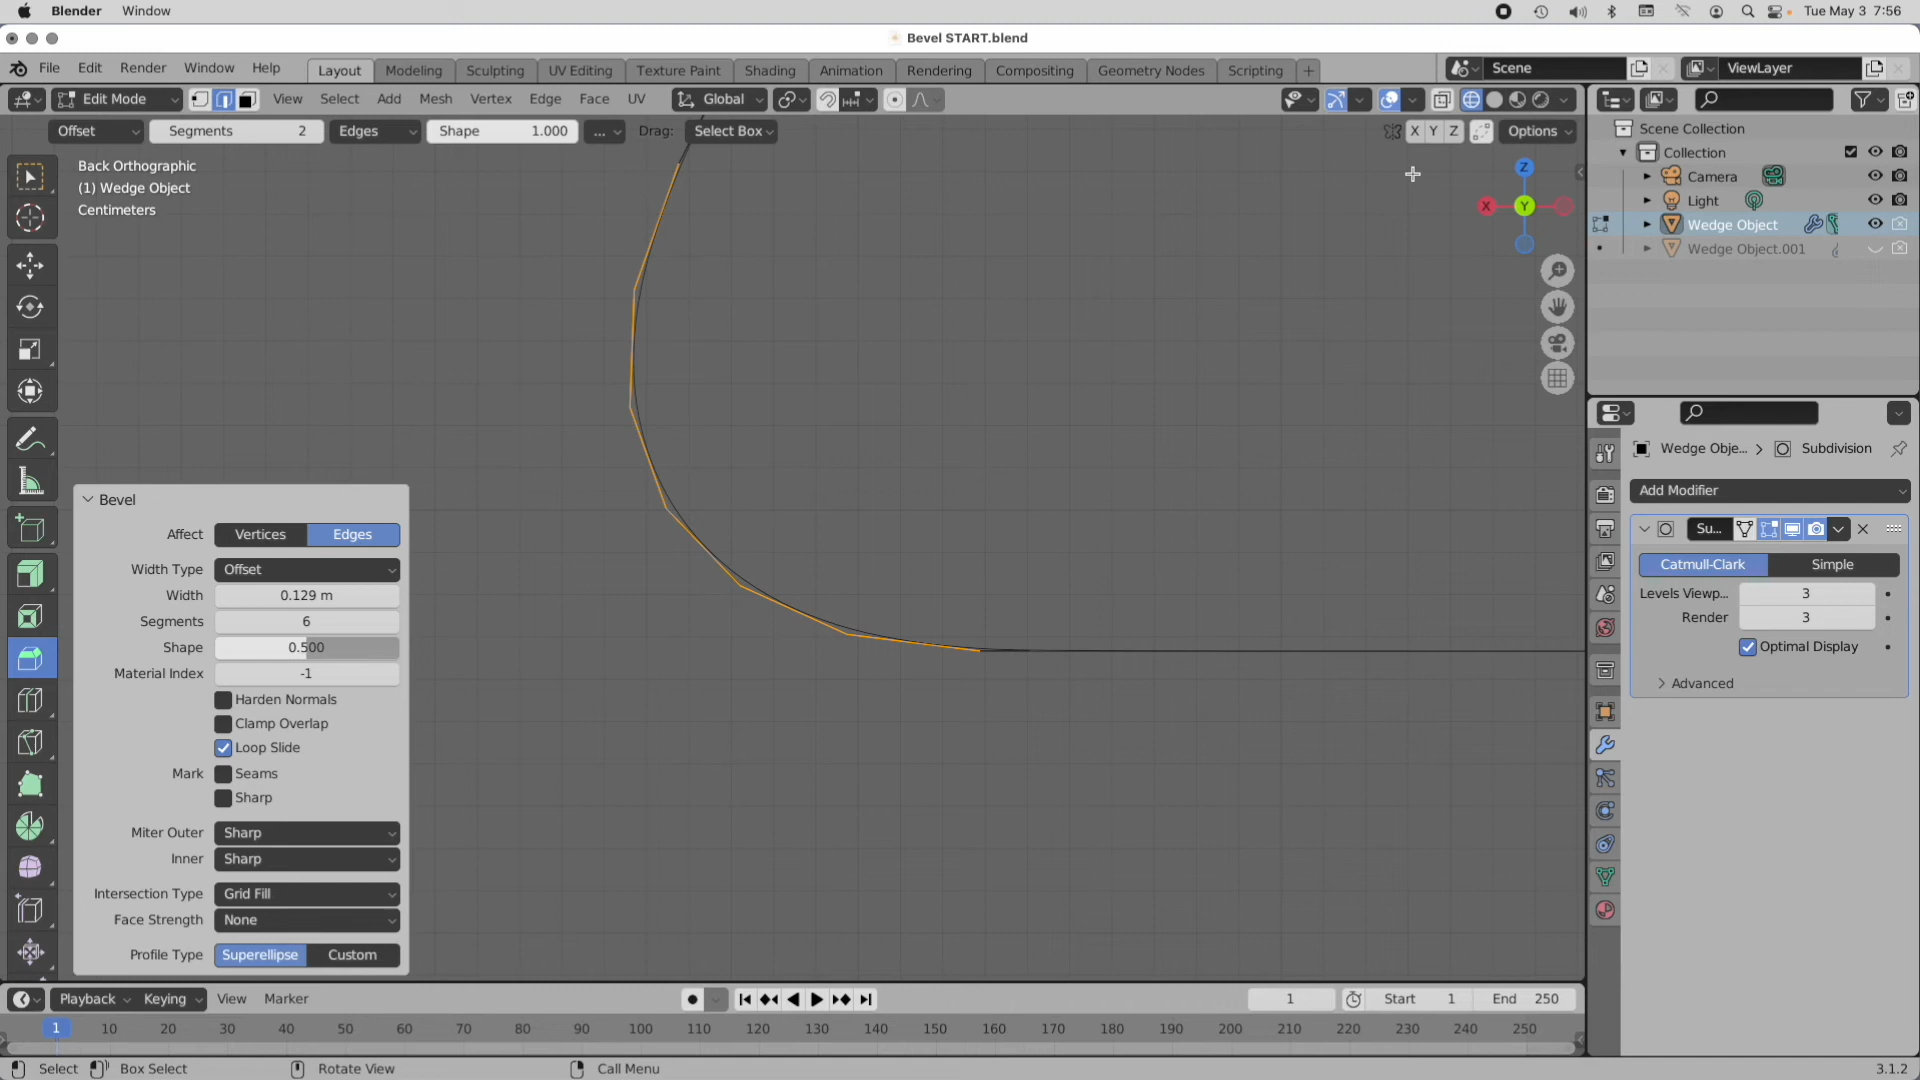 Blender Window Tue May 3 7:56
Bevel START.blend
File Edit Render Window Help Layout Modeling Sculpting UV Editing Texture Paint Shading Animation Rendering Compositing Geometry Nodes Scripting + Scene ViewLayer
Edit Mode View Select Add Mesh Vertex Edge Face UV Global
Offset Segments 2 Edges Shape 1.000 ... Drag: Select Box X Y Z Options
Scene Collection
Collection
Camera
Light
Wedge Object
Wedge Object.001
Back Orthographic
(1) Wedge Object
Centimeters
Z
X
Y
Wedge Obje... > Subdivision
Add Modifier
Su...
Catmull-Clark Simple
Levels Viewp... 3
Render 3
Optimal Display
Advanced
Bevel
Affect Vertices Edges
Width Type Offset
Width 0.129 m
Segments 6
Shape 0.500
Material Index -1
Harden Normals
Clamp Overlap
Loop Slide
Mark Seams
Sharp
Miter Outer Sharp
Inner Sharp
Intersection Type Grid Fill
Face Strength None
Profile Type Superellipse Custom
Playback Keying View Marker 1 Start 1 End 250
1 10 20 30 40 50 60 70 80 90 100 110 120 130 140 150 160 170 180 190 200 210 220 230 240 250
Select Box Select Rotate View Call Menu 3.1.2